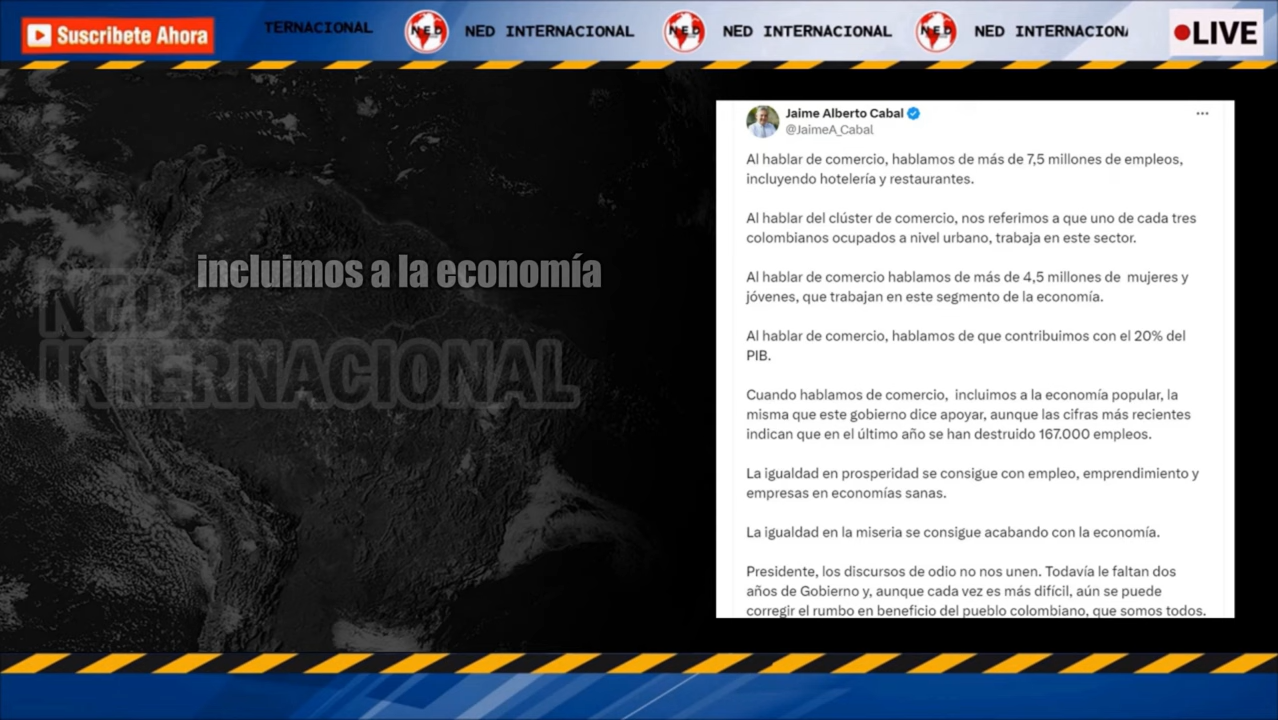 Suscribete Ahora
TERNACIONAL
NED
NED INTERNACIONAL
NED
NED INTERNACIONAL
NED
NED INTERNACION
LIVE
Jaime Alberto Cabal
@JaimeA_Cabal
Al hablar de comercio, hablamos de más de 7,5 millones de empleos,
incluyendo hotelería y restaurantes.
Al hablar del clúster de comercio, nos referimos a que uno de cada tres
colombianos ocupados a nivel urbano, trabaja en este sector.
Al hablar de comercio hablamos de más de 4,5 millones de mujeres y
jóvenes, que trabajan en este segmento de la economía.
Al hablar de comercio, hablamos de que contribuimos con el 20% del
PIB.
Cuando hablamos de comercio, incluimos a la economía popular, la
misma que este gobierno dice apoyar, aunque las cifras más recientes
indican que en el último año se han destruido 167.000 empleos.
La igualdad en prosperidad se consigue con empleo, emprendimiento y
empresas en economías sanas.
La igualdad en la miseria se consigue acabando con la economía.
Presidente, los discursos de odio no nos unen. Todavía le faltan dos
años de Gobierno y, aunque cada vez es más difícil, aún se puede
corregir el rumbo en beneficio del pueblo colombiano, que somos todos.
incluimos a la economía
NED
INTERNACIONAL